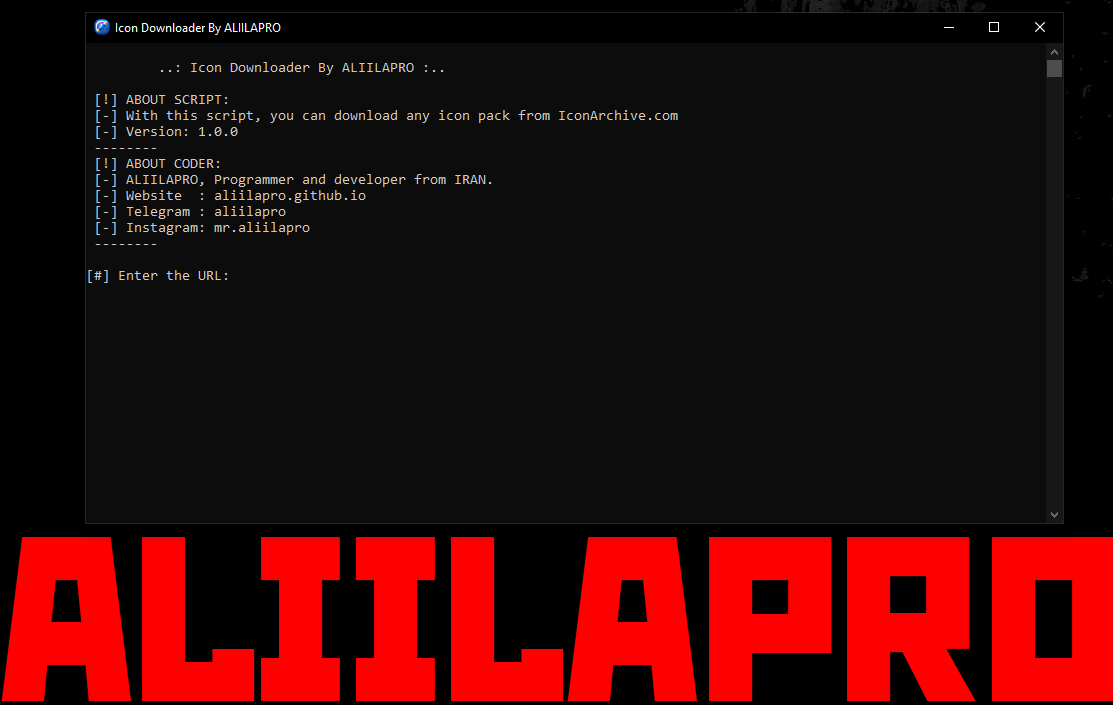 Icon Downloader By ALIILAPRO
..: Icon Downloader By ALIILAPRO :..
[!] ABOUT SCRIPT:
[-] With this script, you can download any icon pack from IconArchive.com
[-] Version: 1.0.0
--------
[!] ABOUT CODER:
[-] ALIILAPRO, Programmer and developer from IRAN.
[-] Website  : aliilapro.github.io
[-] Telegram : aliilapro
[-] Instagram: mr.aliilapro
--------
[#] Enter the URL:
ALIILAPRO